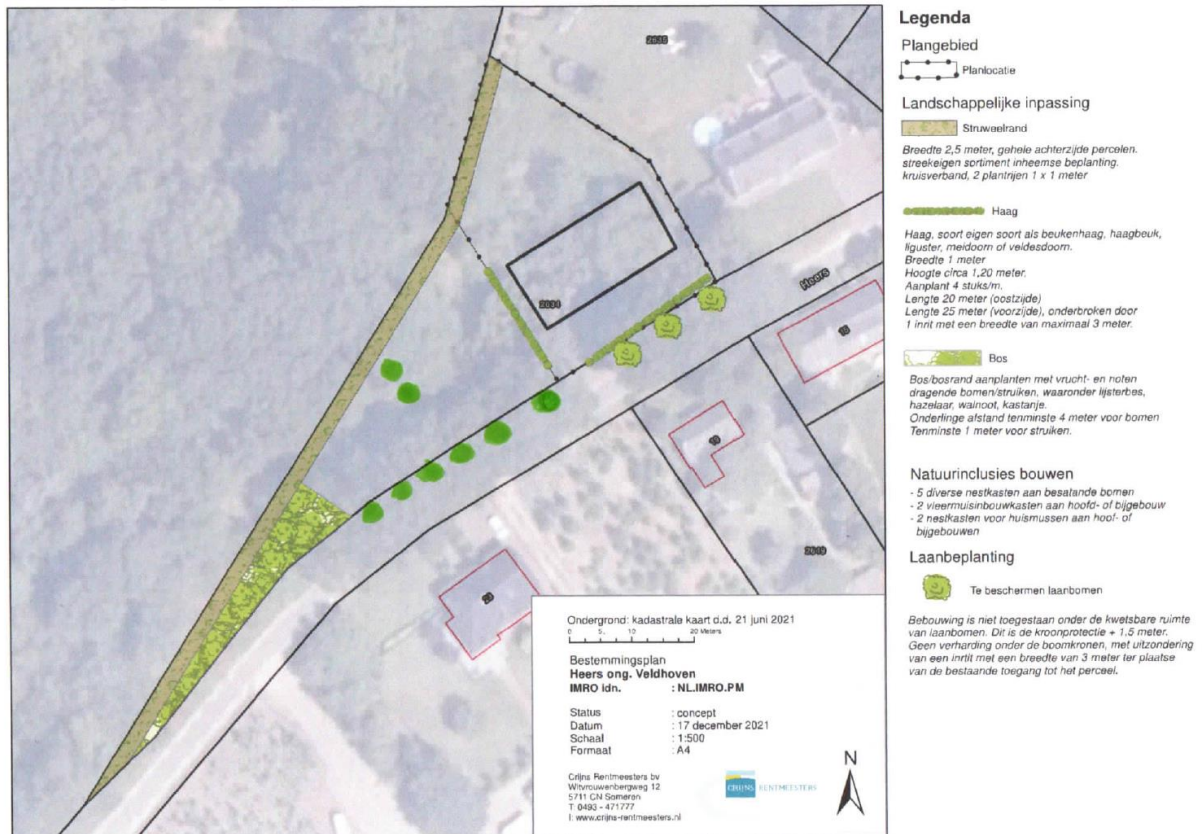 Legenda
Plangebied
Planlocatie
Landschappelijke inpassing
Struweelrand
Breedte 2,5 meter, gehele achterzijde percelen.
streekeigen sortiment inheemse beplanting.
kruisverband, 2 plantrijen 1 x 1 meter
Haag
Haag, soort eigen soort als beukenhaag, haagbeuk,
liguster, meidoorn of veldesdoorn.
Breedte 1 meter
Hoogte circa 1,20 meter.
Aanplant 4 stuks/m.
Lengte 20 meter (oostzijde)
Lengte 25 meter (voorzijde), onderbroken door
1 inrit met een breedte van maximaal 3 meter.
Bos
Bos/bosrand aanplanten met vrucht- en noten
dragende bomen/struiken, waaronder lijsterbes,
hazelaar, walnoot, kastanje.
Onderlinge afstand tenminste 4 meter voor bomen
Tenminste 1 meter voor struiken.
Natuurinclusies bouwen
- 5 diverse nestkasten aan besatande bomen
- 2 vleermuisinbouwkasten aan hoofd- of bijgebouw
- 2 nestkasten voor huismussen aan hoof- of
bijgebouwen
Laanbeplanting
Te beschermen laanbomen
Bebouwing is niet toegestaan onder de kwetsbare ruimte
van laanbomen. Dit is de kroonprotectie + 1,5 meter.
Geen verharding onder de boomkronen, met uitzondering
van een inrtit met een breedte van 3 meter ter plaatse
van de bestaande toegang tot het perceel.
2635
Heers
2634
15
19
2649
23
Ondergrond: kadastrale kaart d.d. 21 juni 2021
0 5 10 20 Meters
Bestemmingsplan
Heers ong. Veldhoven
IMRO idn. : NL.IMRO.PM
Status : concept
Datum : 17 december 2021
Schaal : 1:500
Formaat : A4
Crijns Rentmeesters bv
Witvrouwenbergweg 12
5711 CN Someren
T: 0493 - 471777
I: www.crijns-rentmeesters.nl
CRIJNS RENTMEESTERS
N